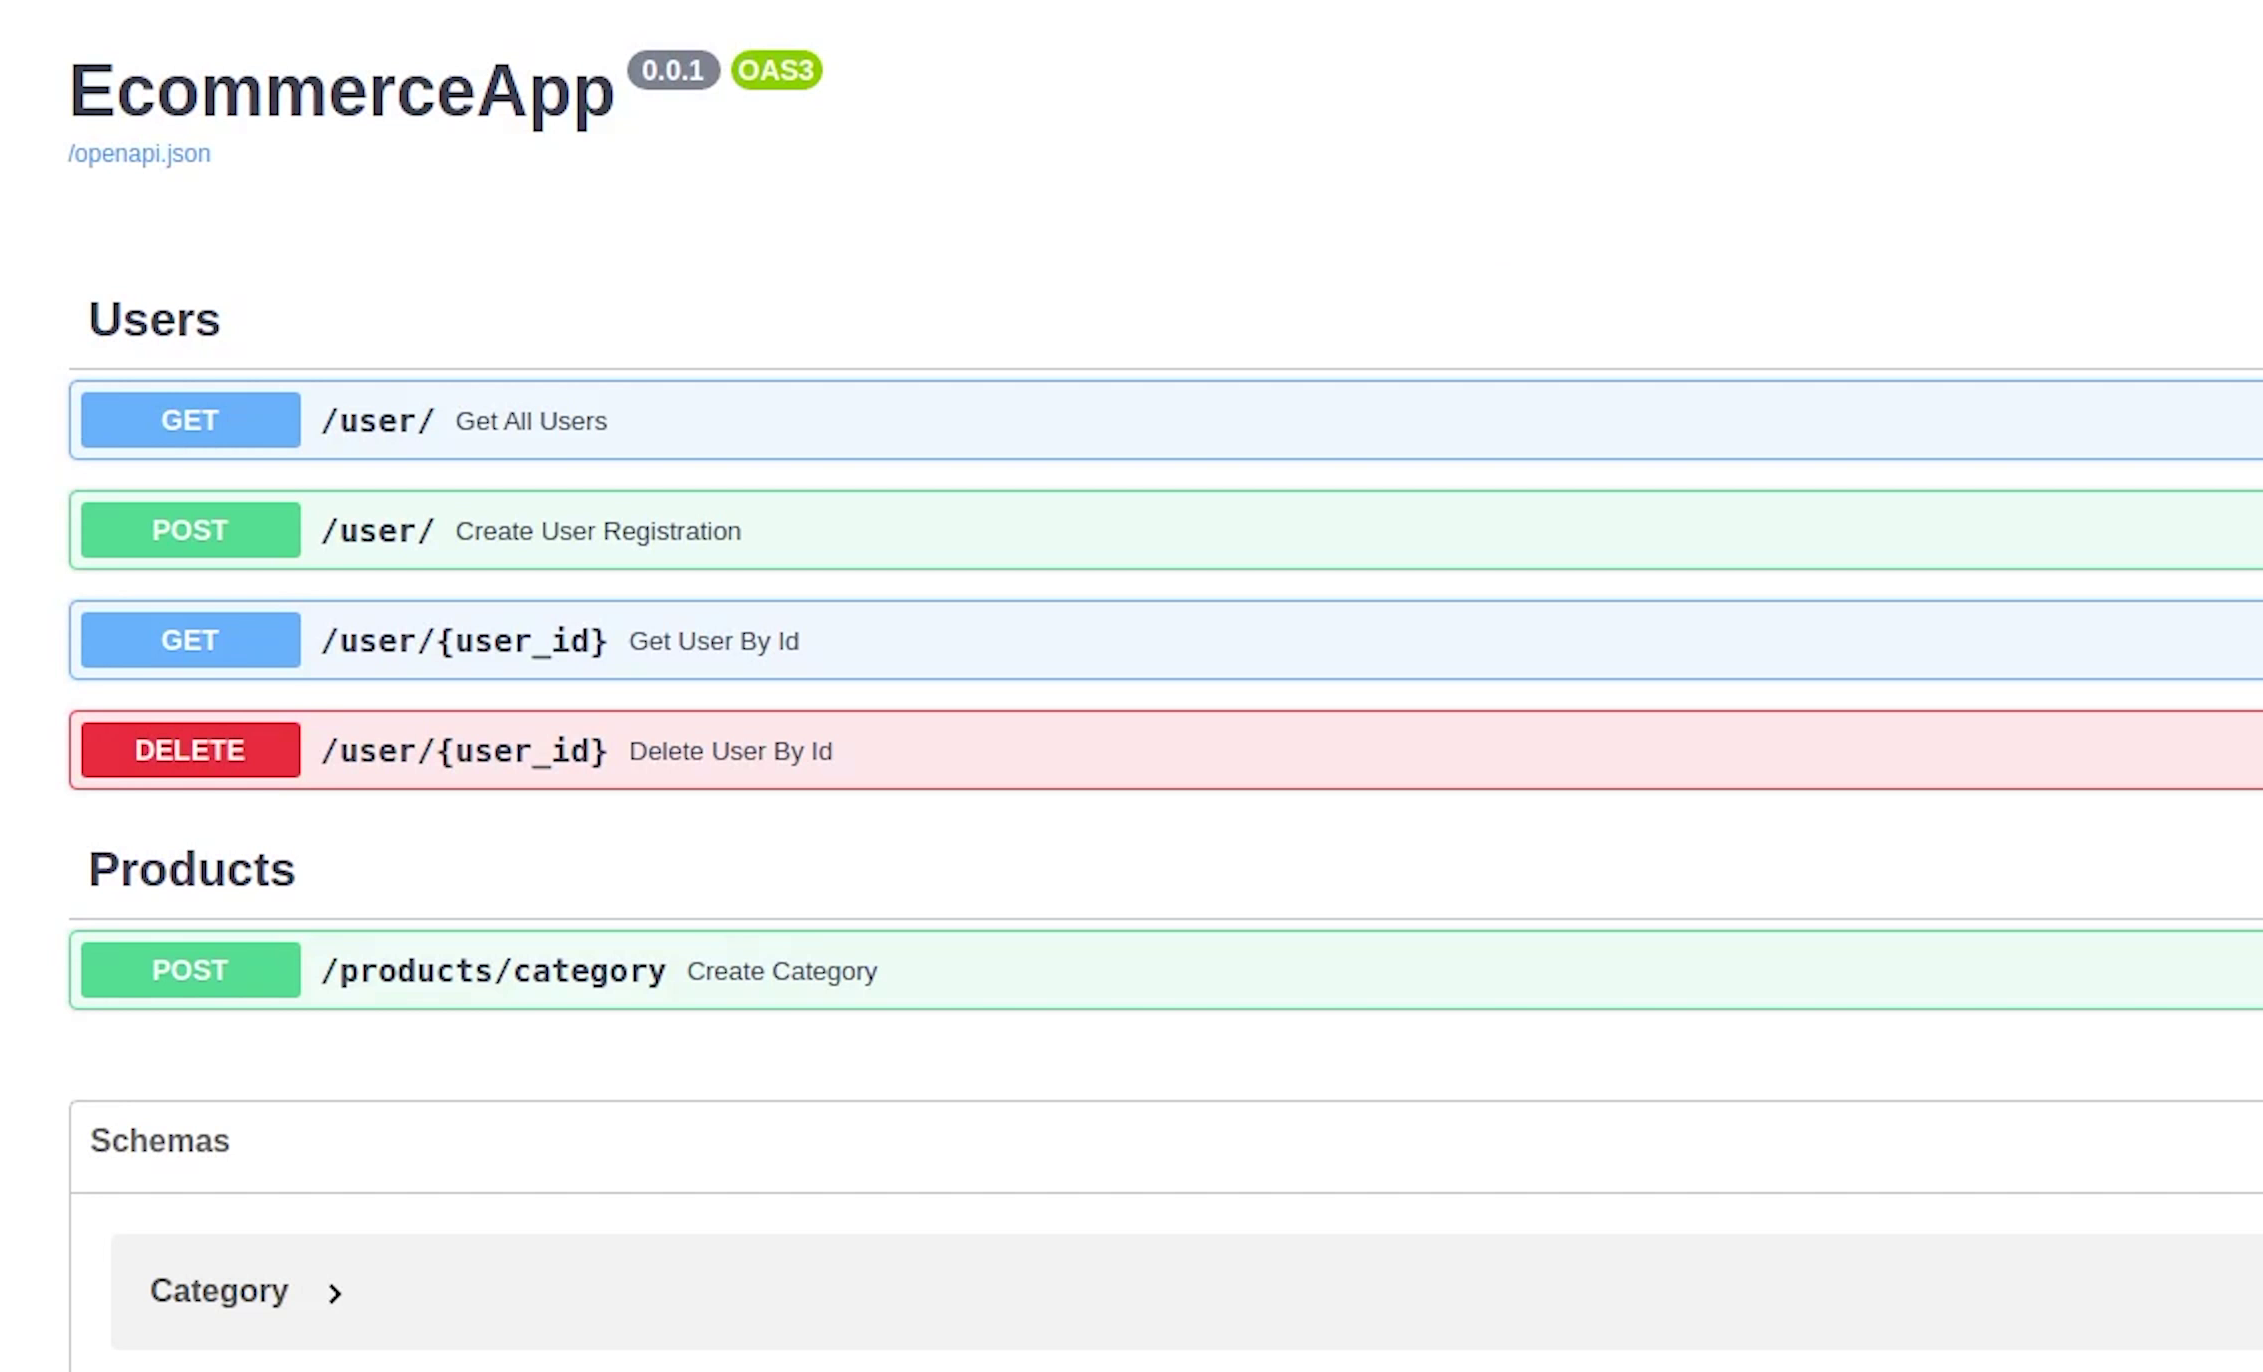 EcommerceApp 0.0.1 OAS3
/openapi.json
Users
GET /user/ Get All Users
POST /user/ Create User Registration
GET /user/{user_id} Get User By Id
DELETE /user/{user_id} Delete User By Id
Products
POST /products/category Create Category
Schemas
Category